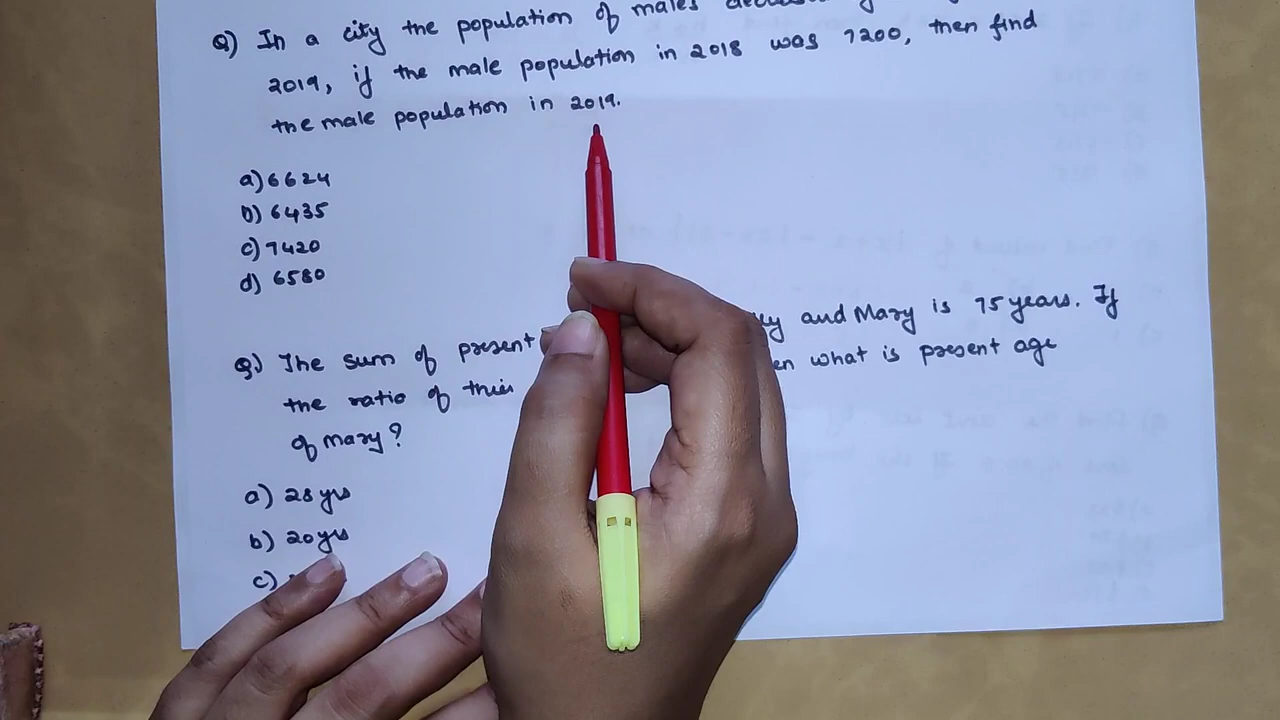 Q) In a city the population of males
2019, if the male population in 2018 was 7200, then find
the male population in 2019.
a) 6624
b) 6435
c) 7420
d) 6580
Q) The sum of present and Mary is 75 years. If
the ratio of what is present age
of Mary?
a) 28 yrs
b) 20 yrs
c)